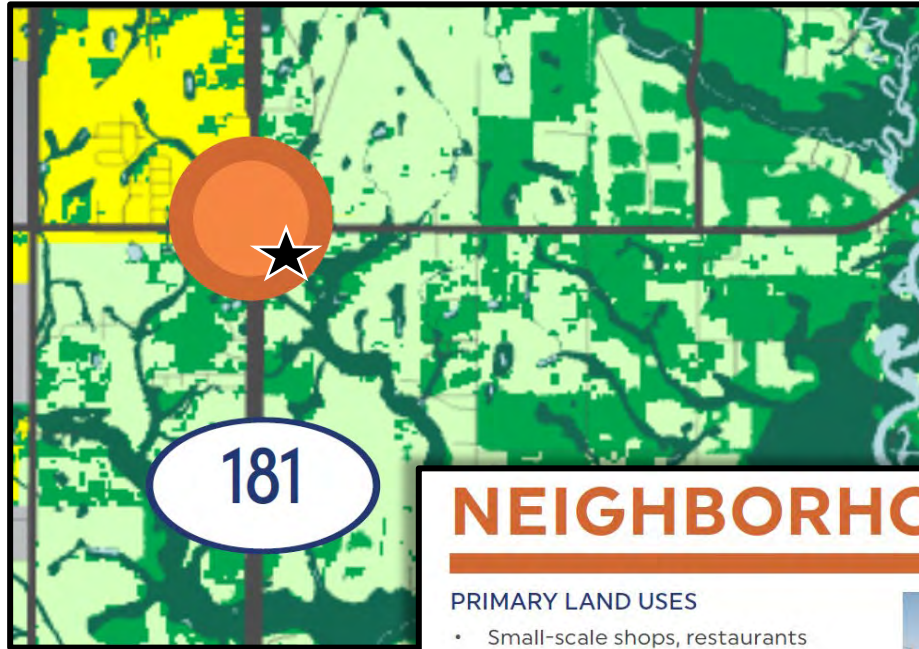 181
NEIGHBORHO
PRIMARY LAND USES
• Small-scale shops, restaurants